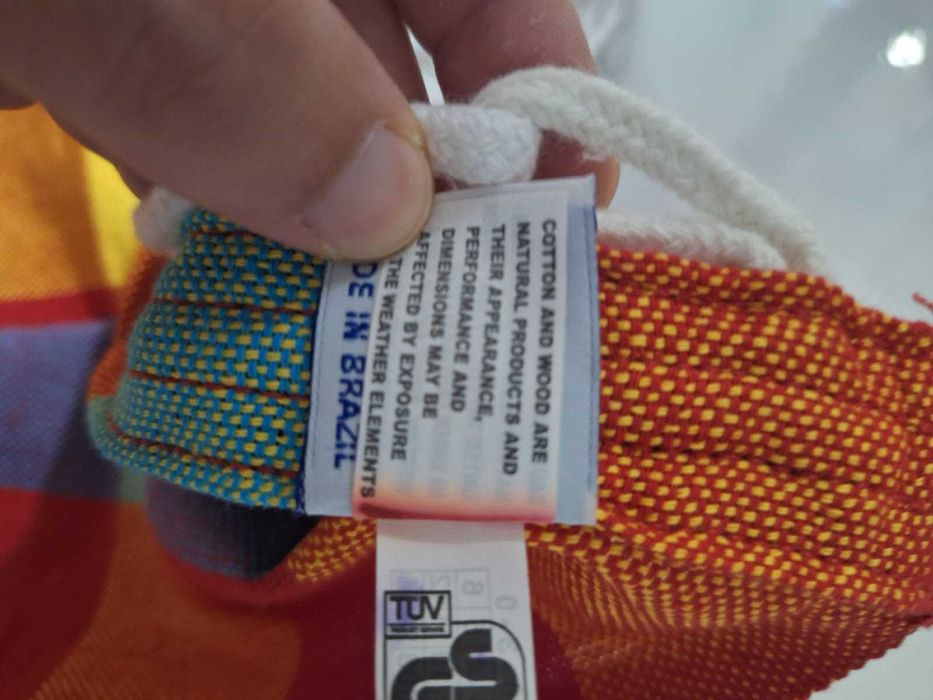 COTTON AND WOOD ARE
NATURAL PRODUCTS AND
THEIR APPEARANCE,
PERFORMANCE AND
DIMENSIONS MAY BE
AFFECTED BY EXPOSURE
THE WEATHER ELEMENTS
DE IN BRAZIL
TÜV